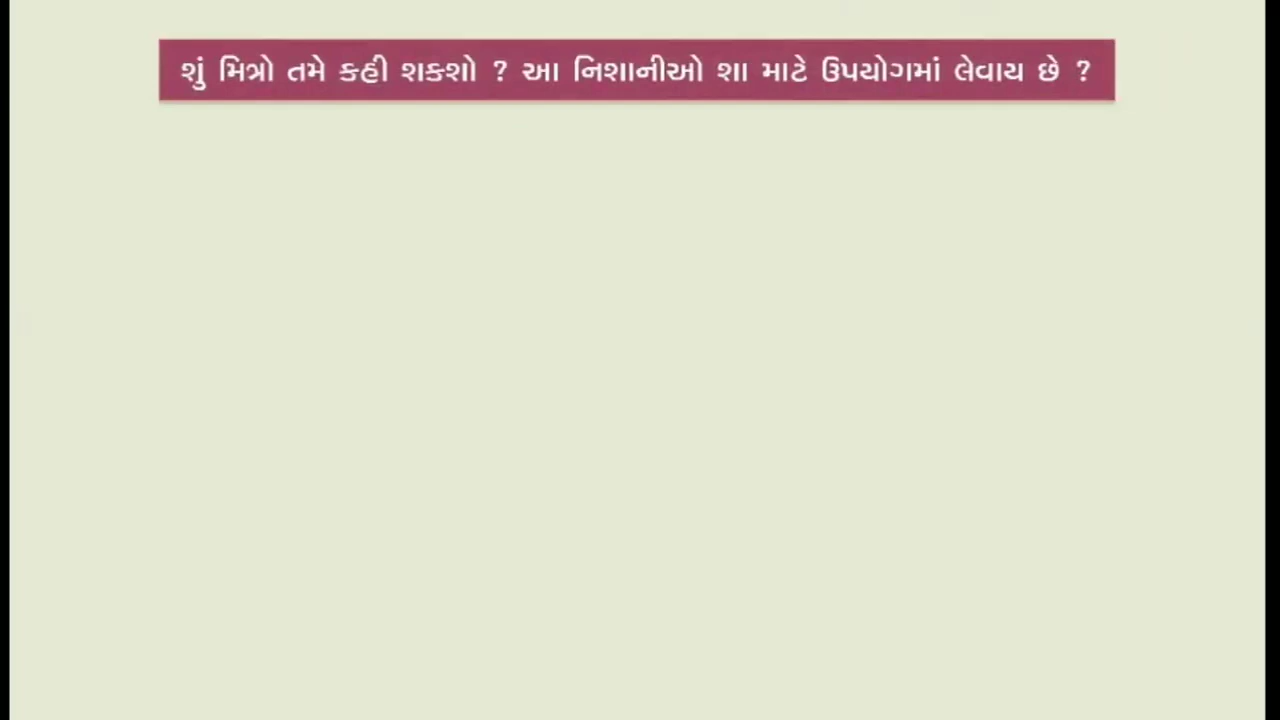 શું મિત્રો તમે કહી શકશો ? આ નિશાનીઓ શા માટે ઉપયોગમાં લેવાય છે ?